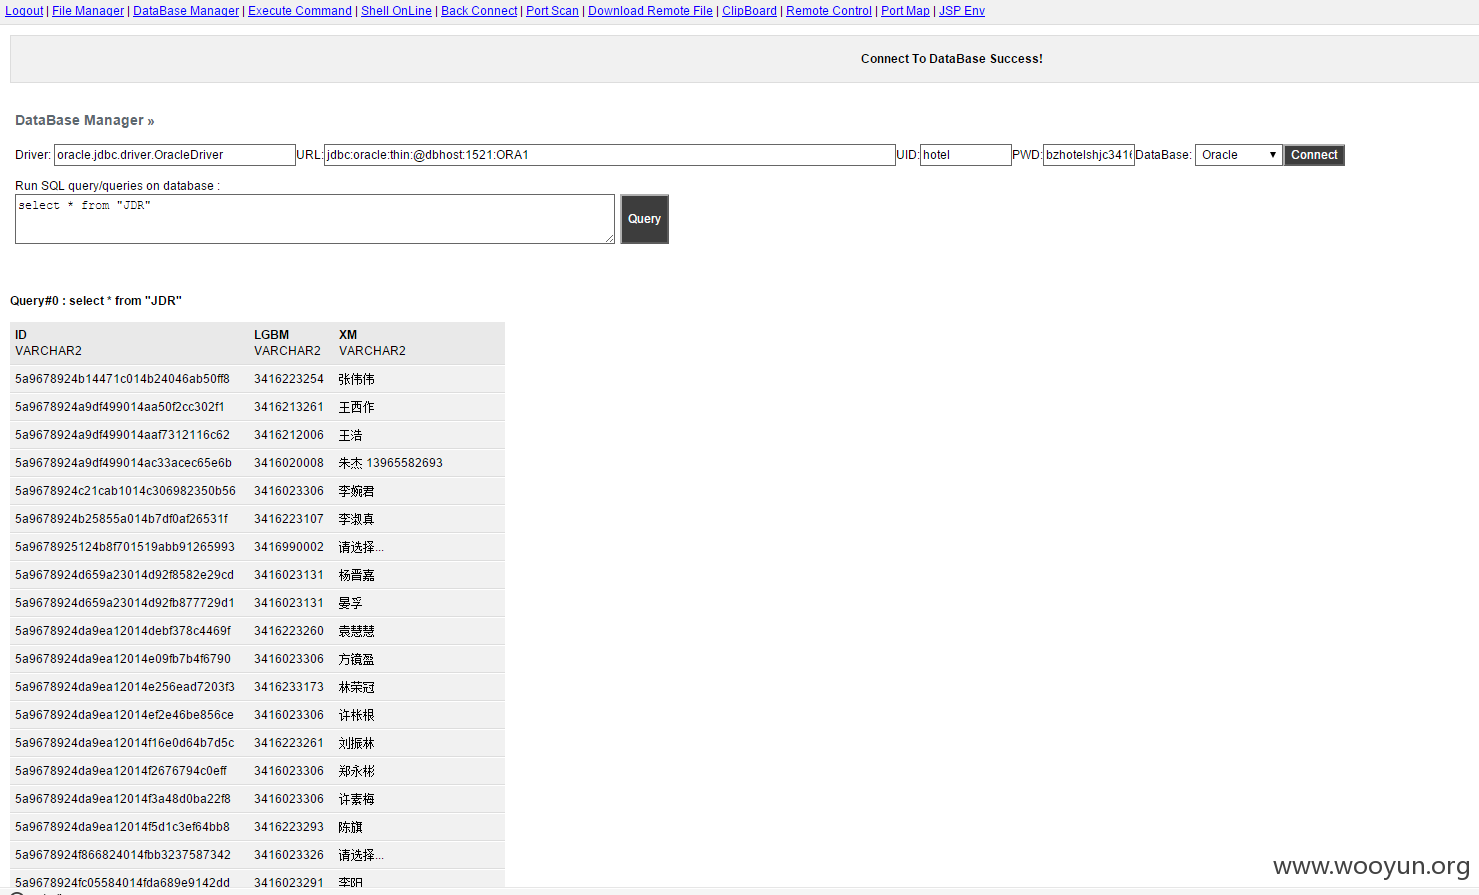 Logout | File Manager | DataBase Manager | Execute Command | Shell OnLine | Back Connect | Port Scan | Download Remote File | ClipBoard | Remote Control | Port Map | JSP Env
Connect To DataBase Success!
DataBase Manager »
Driver: oracle.jdbc.driver.OracleDriver URL: jdbc:oracle:thin:@dbhost:1521:ORA1 UID: hotel PWD: bzhotelshjc3416 DataBase: Oracle Connect
Run SQL query/queries on database :
select * from "JDR"
Query
Query#0 : select * from "JDR"
ID LGBM XM
VARCHAR2 VARCHAR2 VARCHAR2
5a9678924b14471c014b24046ab50ff8 3416223254 张伟伟
5a9678924a9df499014aa50f2cc302f1 3416213261 王西作
5a9678924a9df499014aaf7312116c62 3416212006 王浩
5a9678924a9df499014ac33acec65e6b 3416020008 朱杰 13965582693
5a9678924c21cab1014c306982350b56 3416023306 李婉君
5a9678924b25855a014b7df0af26531f 3416223107 李淑真
5a9678925124b8f701519abb91265993 3416990002 请选择...
5a9678924d659a23014d92f8582e29cd 3416023131 杨晋嘉
5a9678924d659a23014d92fb877729d1 3416023131 晏孚
5a9678924da9ea12014debf378c4469f 3416223260 袁慧慧
5a9678924da9ea12014e09fb7b4f6790 3416023306 方镜盈
5a9678924da9ea12014e256ead7203f3 3416233173 林荣冠
5a9678924da9ea12014ef2e46be856ce 3416023306 许枨根
5a9678924da9ea12014f16e0d64b7d5c 3416223261 刘振林
5a9678924da9ea12014f2676794c0eff 3416023306 郑永彬
5a9678924da9ea12014f3a48d0ba22f8 3416023306 许素梅
5a9678924da9ea12014f5d1c3ef64bb8 3416223293 陈旗
5a9678924f866824014fbb3237587342 3416023326 请选择...
5a9678924fc05584014fda689e9142dd 3416023291 李阳
www.wooyun.org